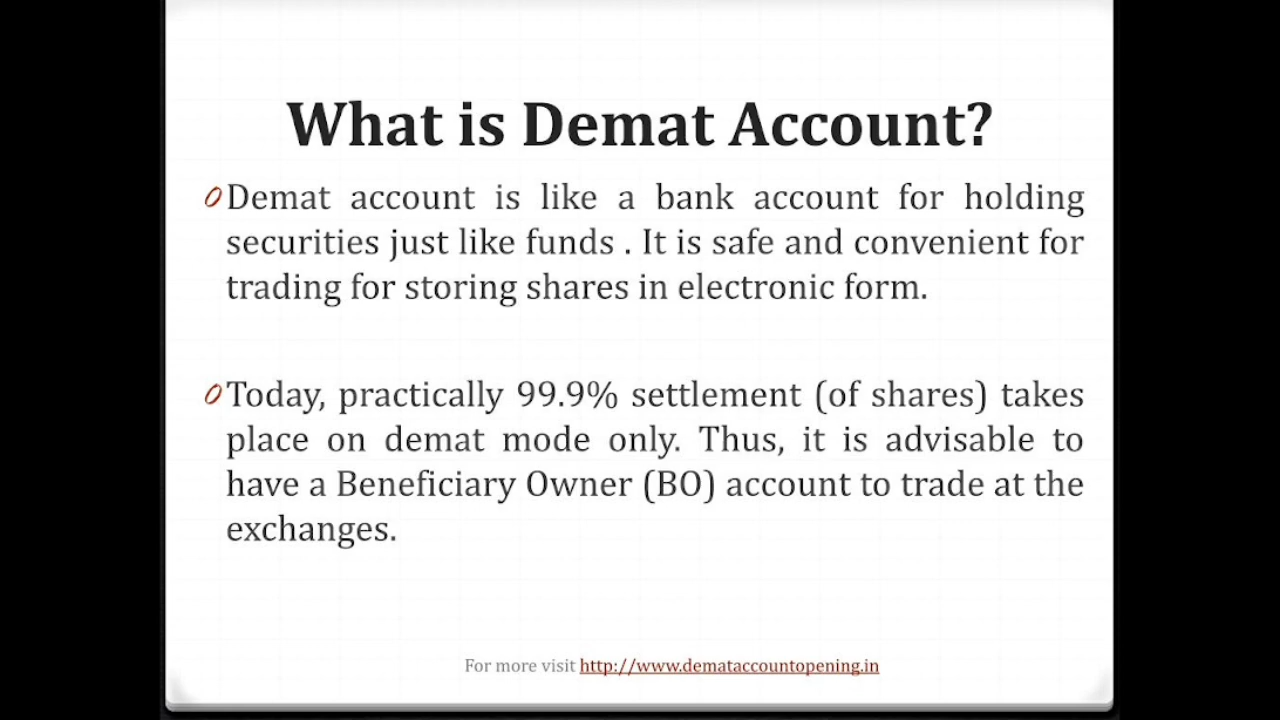 What is Demat Account?
Demat account is like a bank account for holding
securities just like funds . It is safe and convenient for
trading for storing shares in electronic form.
Today, practically 99.9% settlement (of shares) takes
place on demat mode only. Thus, it is advisable to
have a Beneficiary Owner (BO) account to trade at the
exchanges.
For more visit http://www.demataccountopening.in